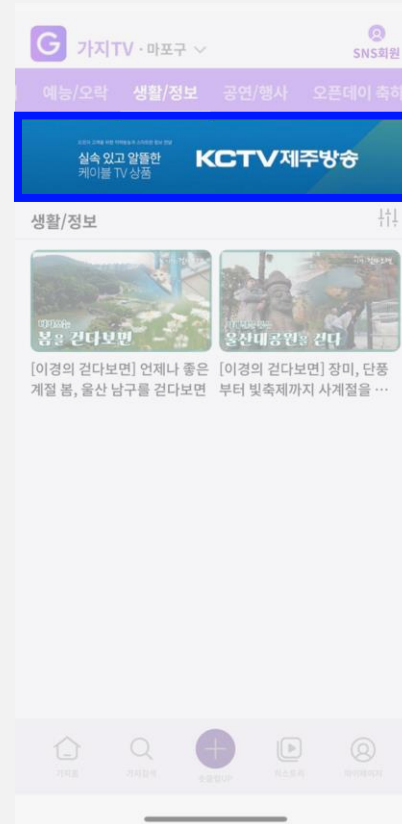 G 가지TV · 마포구
SNS회원
예능/오락 생활/정보 공연/행사 오픈데이 축하
실속 있고 알뜰한
케이블 TV 상품
KCTV제주방송
생활/정보
봄을 걷다보면
울산대공원을 걷다
[이경의 걷다보면] 언제나 좋은
계절 봄, 울산 남구를 걷다보면
[이경의 걷다보면] 장미, 단풍
부터 빛축제까지 사계절을 …